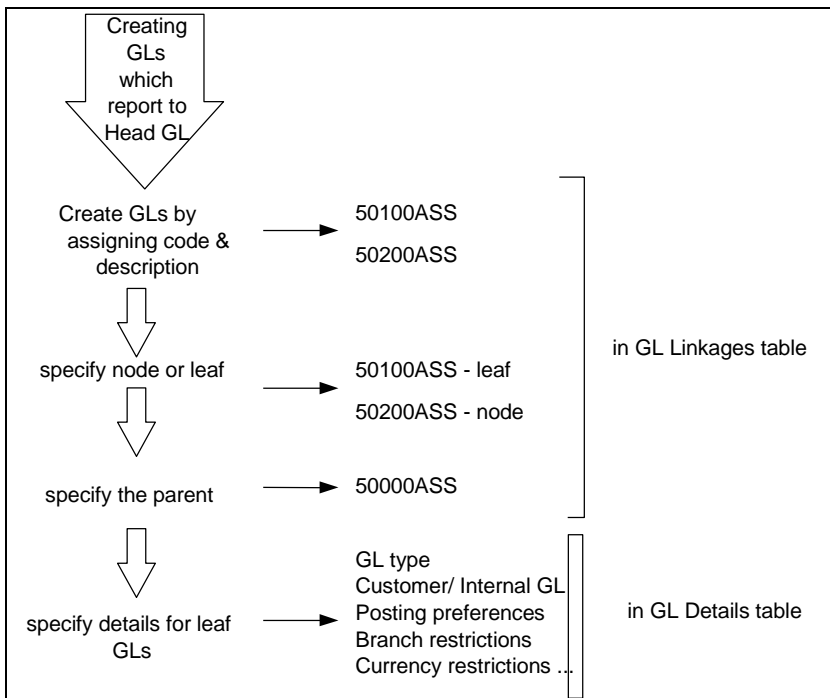 Creating
GLs
which
report to
Head GL
Create GLs by
assigning code &
description
50100ASS
50200ASS
specify node or leaf
50100ASS - leaf
50200ASS - node
in GL Linkages table
specify the parent
50000ASS
specify details for leaf
GLs
GL type
Customer/ Internal GL
Posting preferences
Branch restrictions
Currency restrictions ...
in GL Details table